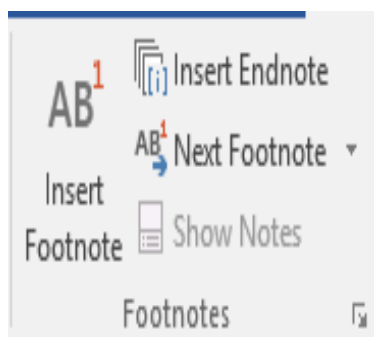 AB1
Insert
Footnote
[i] Insert Endnote
AB1 Next Footnote
Show Notes
Footnotes